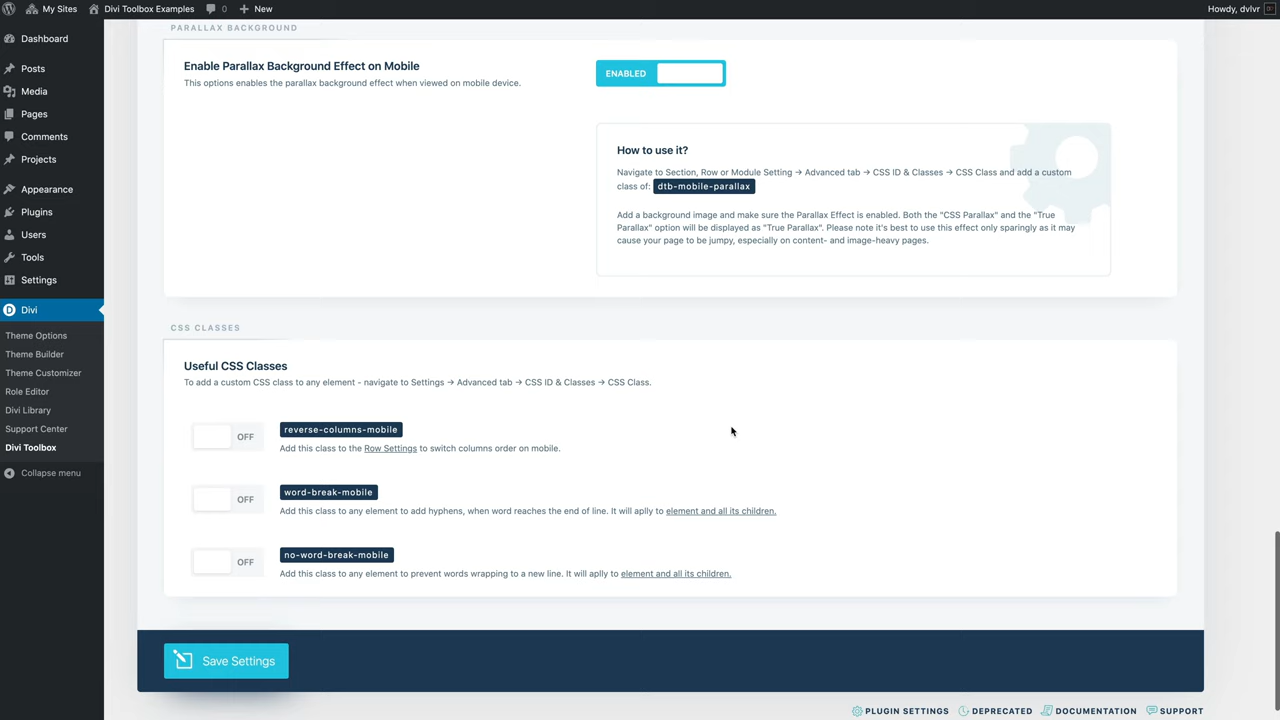 My Sites
Divi Toolbox Examples
0
New
Howdy, dvlvr
Dashboard
Posts
Media
Pages
Comments
Projects
Appearance
Plugins
Users
Tools
Settings
Divi
Theme Options
Theme Builder
Theme Customizer
Role Editor
Divi Library
Support Center
Divi Toolbox
Collapse menu
PARALLAX BACKGROUND
Enable Parallax Background Effect on Mobile
This options enables the parallax background effect when viewed on mobile device.
ENABLED
How to use it?
Navigate to Section, Row or Module Setting → Advanced tab → CSS ID & Classes → CSS Class and add a custom
class of: dtb-mobile-parallax
Add a background image and make sure the Parallax Effect is enabled. Both the "CSS Parallax" and the "True
Parallax" option will be displayed as "True Parallax". Please note it's best to use this effect only sparingly as it may
cause your page to be jumpy, especially on content- and image-heavy pages.
CSS CLASSES
Useful CSS Classes
To add a custom CSS class to any element - navigate to Settings → Advanced tab → CSS ID & Classes → CSS Class.
OFF
reverse-columns-mobile
Add this class to the Row Settings to switch columns order on mobile.
OFF
word-break-mobile
Add this class to any element to add hyphens, when word reaches the end of line. It will aplly to element and all its children.
OFF
no-word-break-mobile
Add this class to any element to prevent words wrapping to a new line. It will aplly to element and all its children.
Save Settings
PLUGIN SETTINGS
DEPRECATED
DOCUMENTATION
SUPPORT